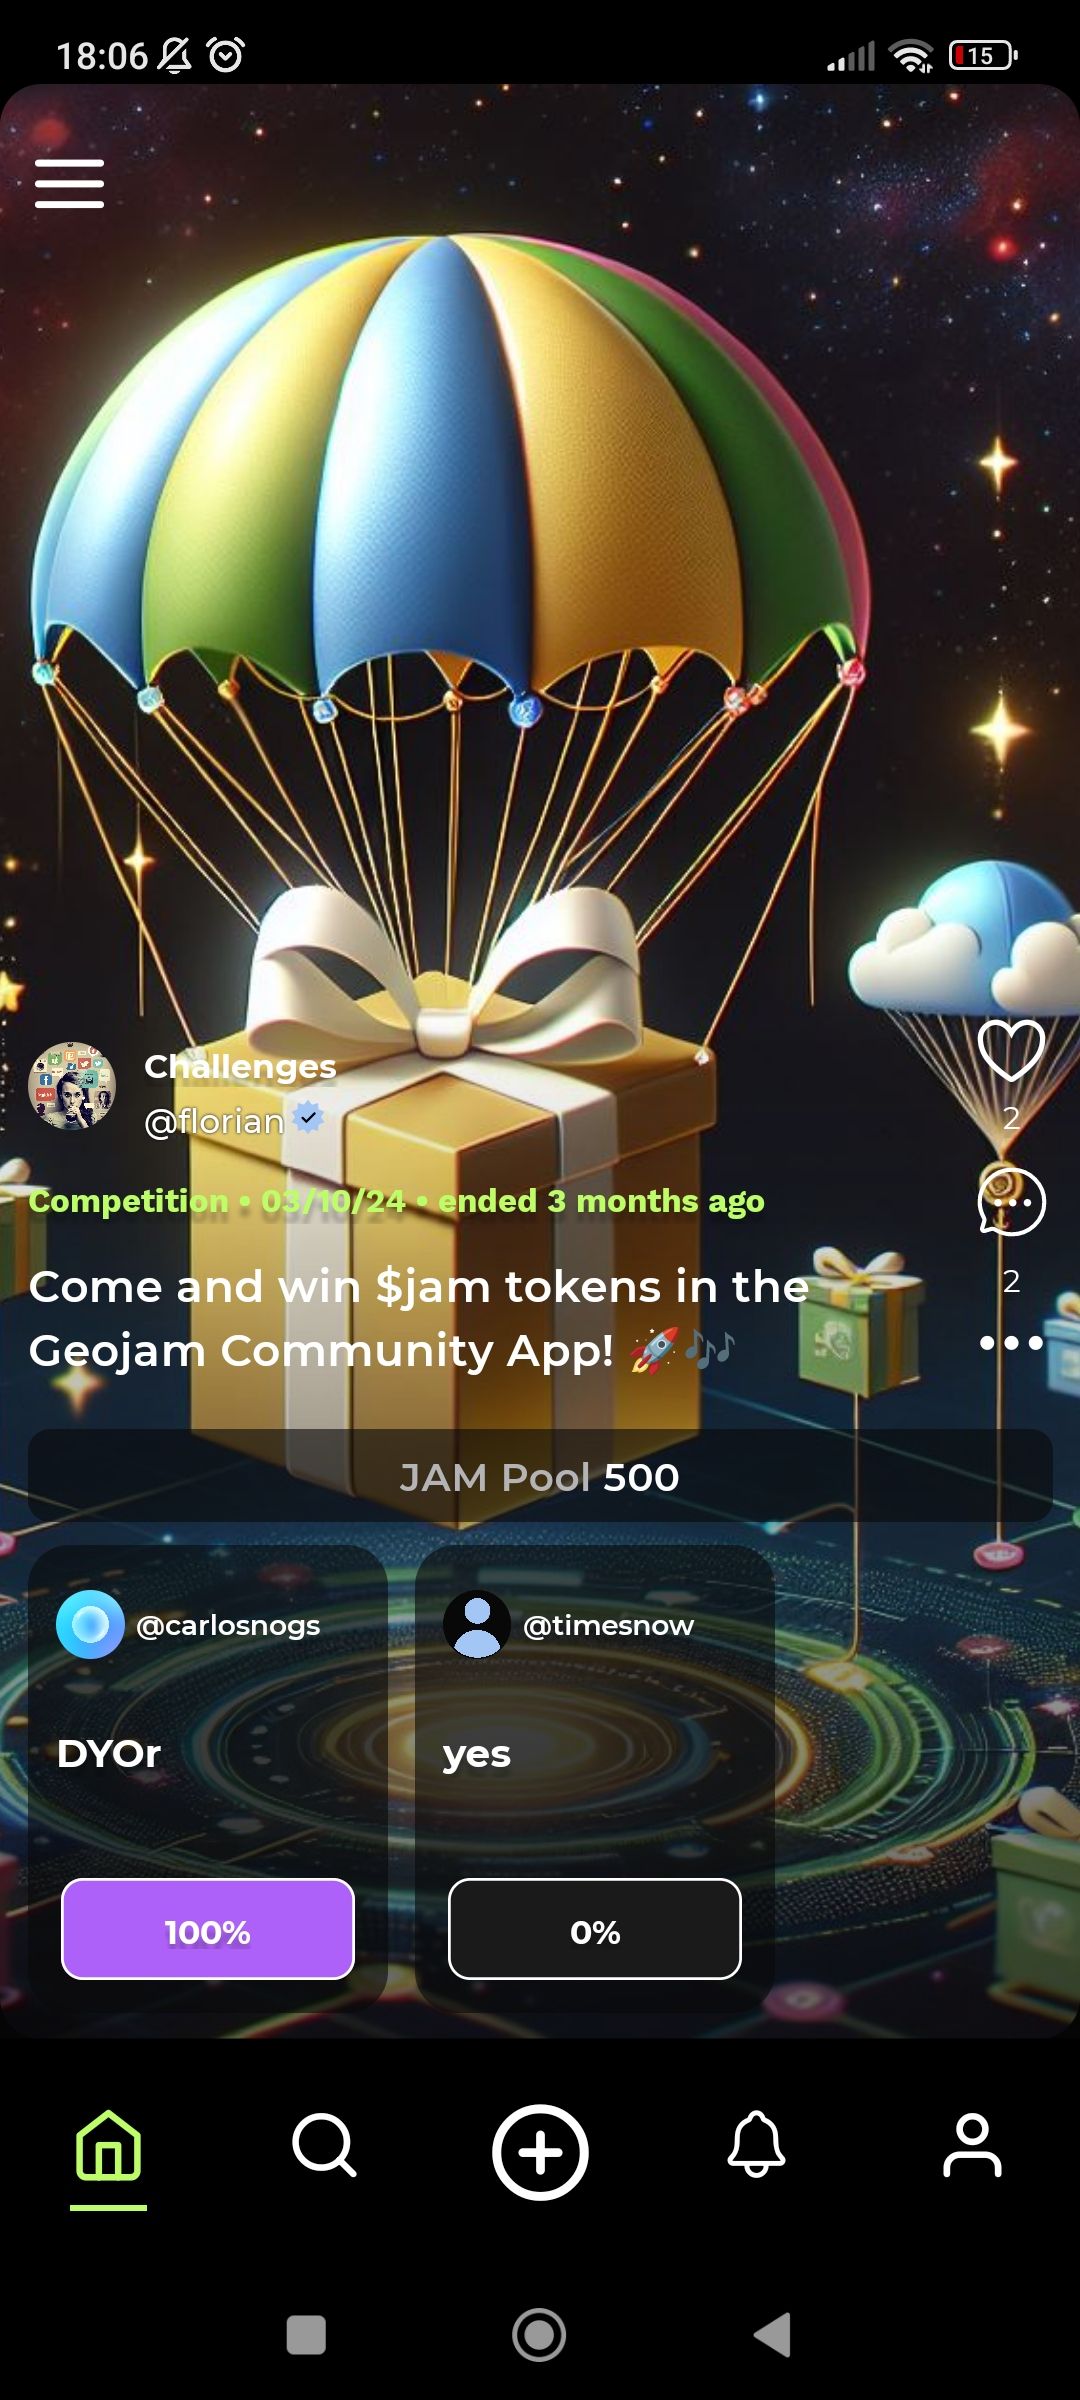 18:06
15
Challenges
@florian
2
Competition • 03/10/24 • ended 3 months ago
Come and win $jam tokens in the
Geojam Community App! 🚀🎶
2
JAM Pool 500
@carlosnogs
@timesnow
DYOr
yes
100%
0%